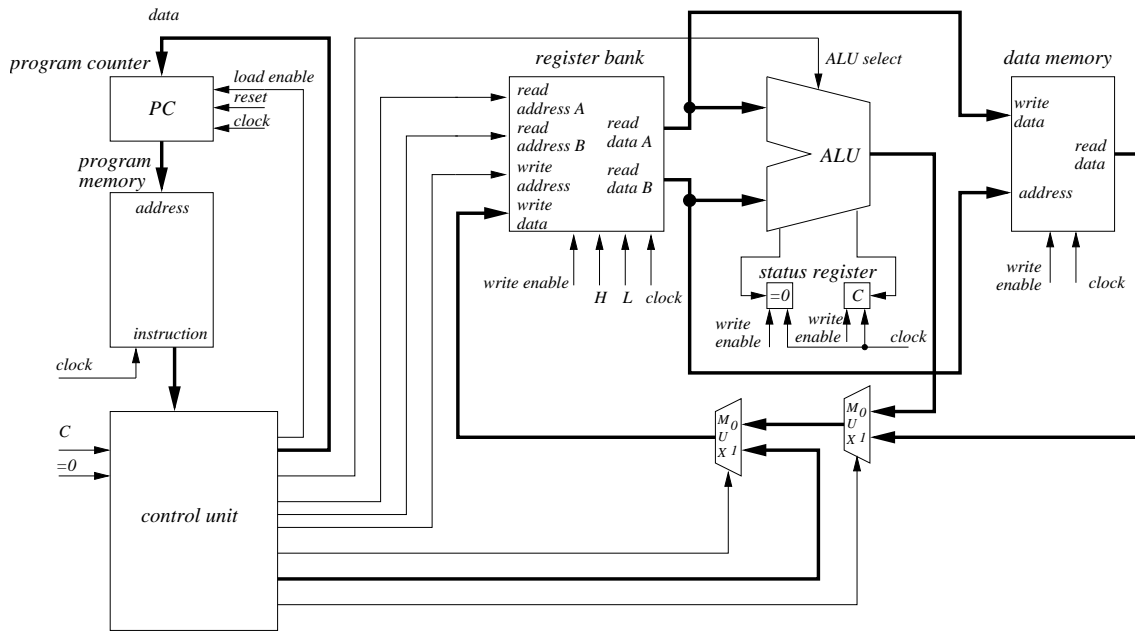 data
program counter
PC
load enable
reset
clock
program
memory
address
instruction
clock
C
=0
control unit
register bank
read
address A
read
address B
write
address
write
data
read
data A
read
data B
write enable
H
L
clock
ALU select
ALU
status register
=0
C
write
enable
write
enable
clock
data memory
write
data
read
data
address
write
enable
clock
M 0
U
X 1
M 0
U
X 1